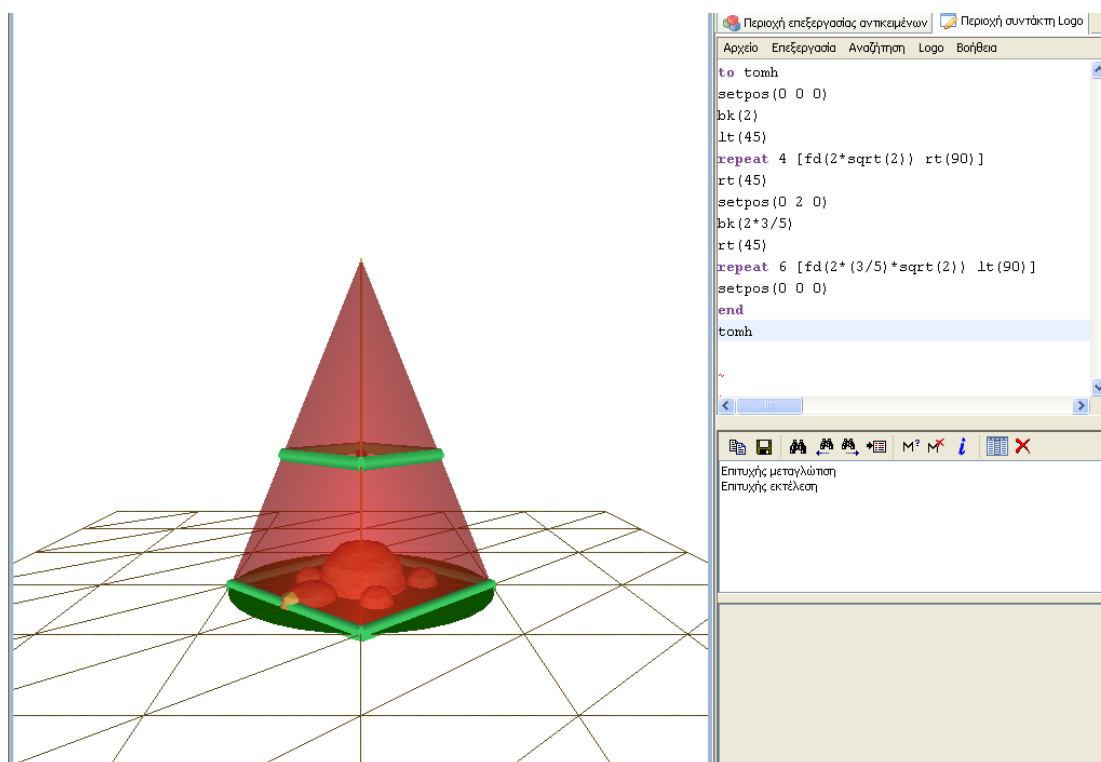 Περιοχή επεξεργασίας αντικειμένων Περιοχή συντάκτη Logo
Αρχείο Επεξεργασία Αναζήτηση Logo Βοήθεια
to tomh
setpos(0 0 0)
bk(2)
lt(45)
repeat 4 [fd(2*sqrt(2)) rt(90)]
rt(45)
setpos(0 2 0)
bk(2*3/5)
rt(45)
repeat 6 [fd(2*(3/5)*sqrt(2)) lt(90)]
setpos(0 0 0)
end
tomh
M? M i
Επιτυχής μεταγλώτιση
Επιτυχής εκτέλεση